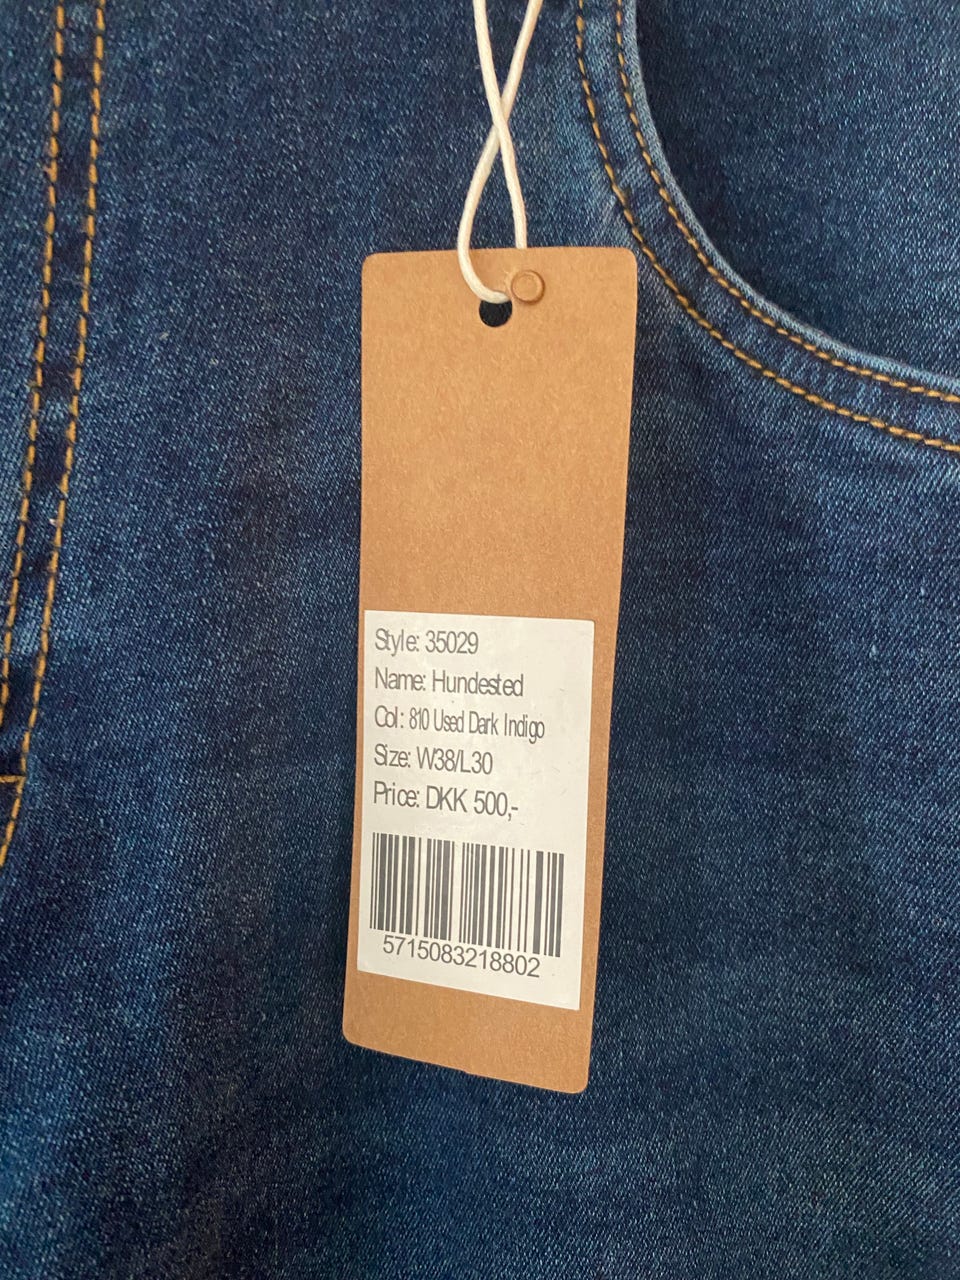 Style: 35029
Name: Hundested
Col: 810 Used Dark Indigo
Size: W38/L30
Price: DKK 500,-
5715083218802